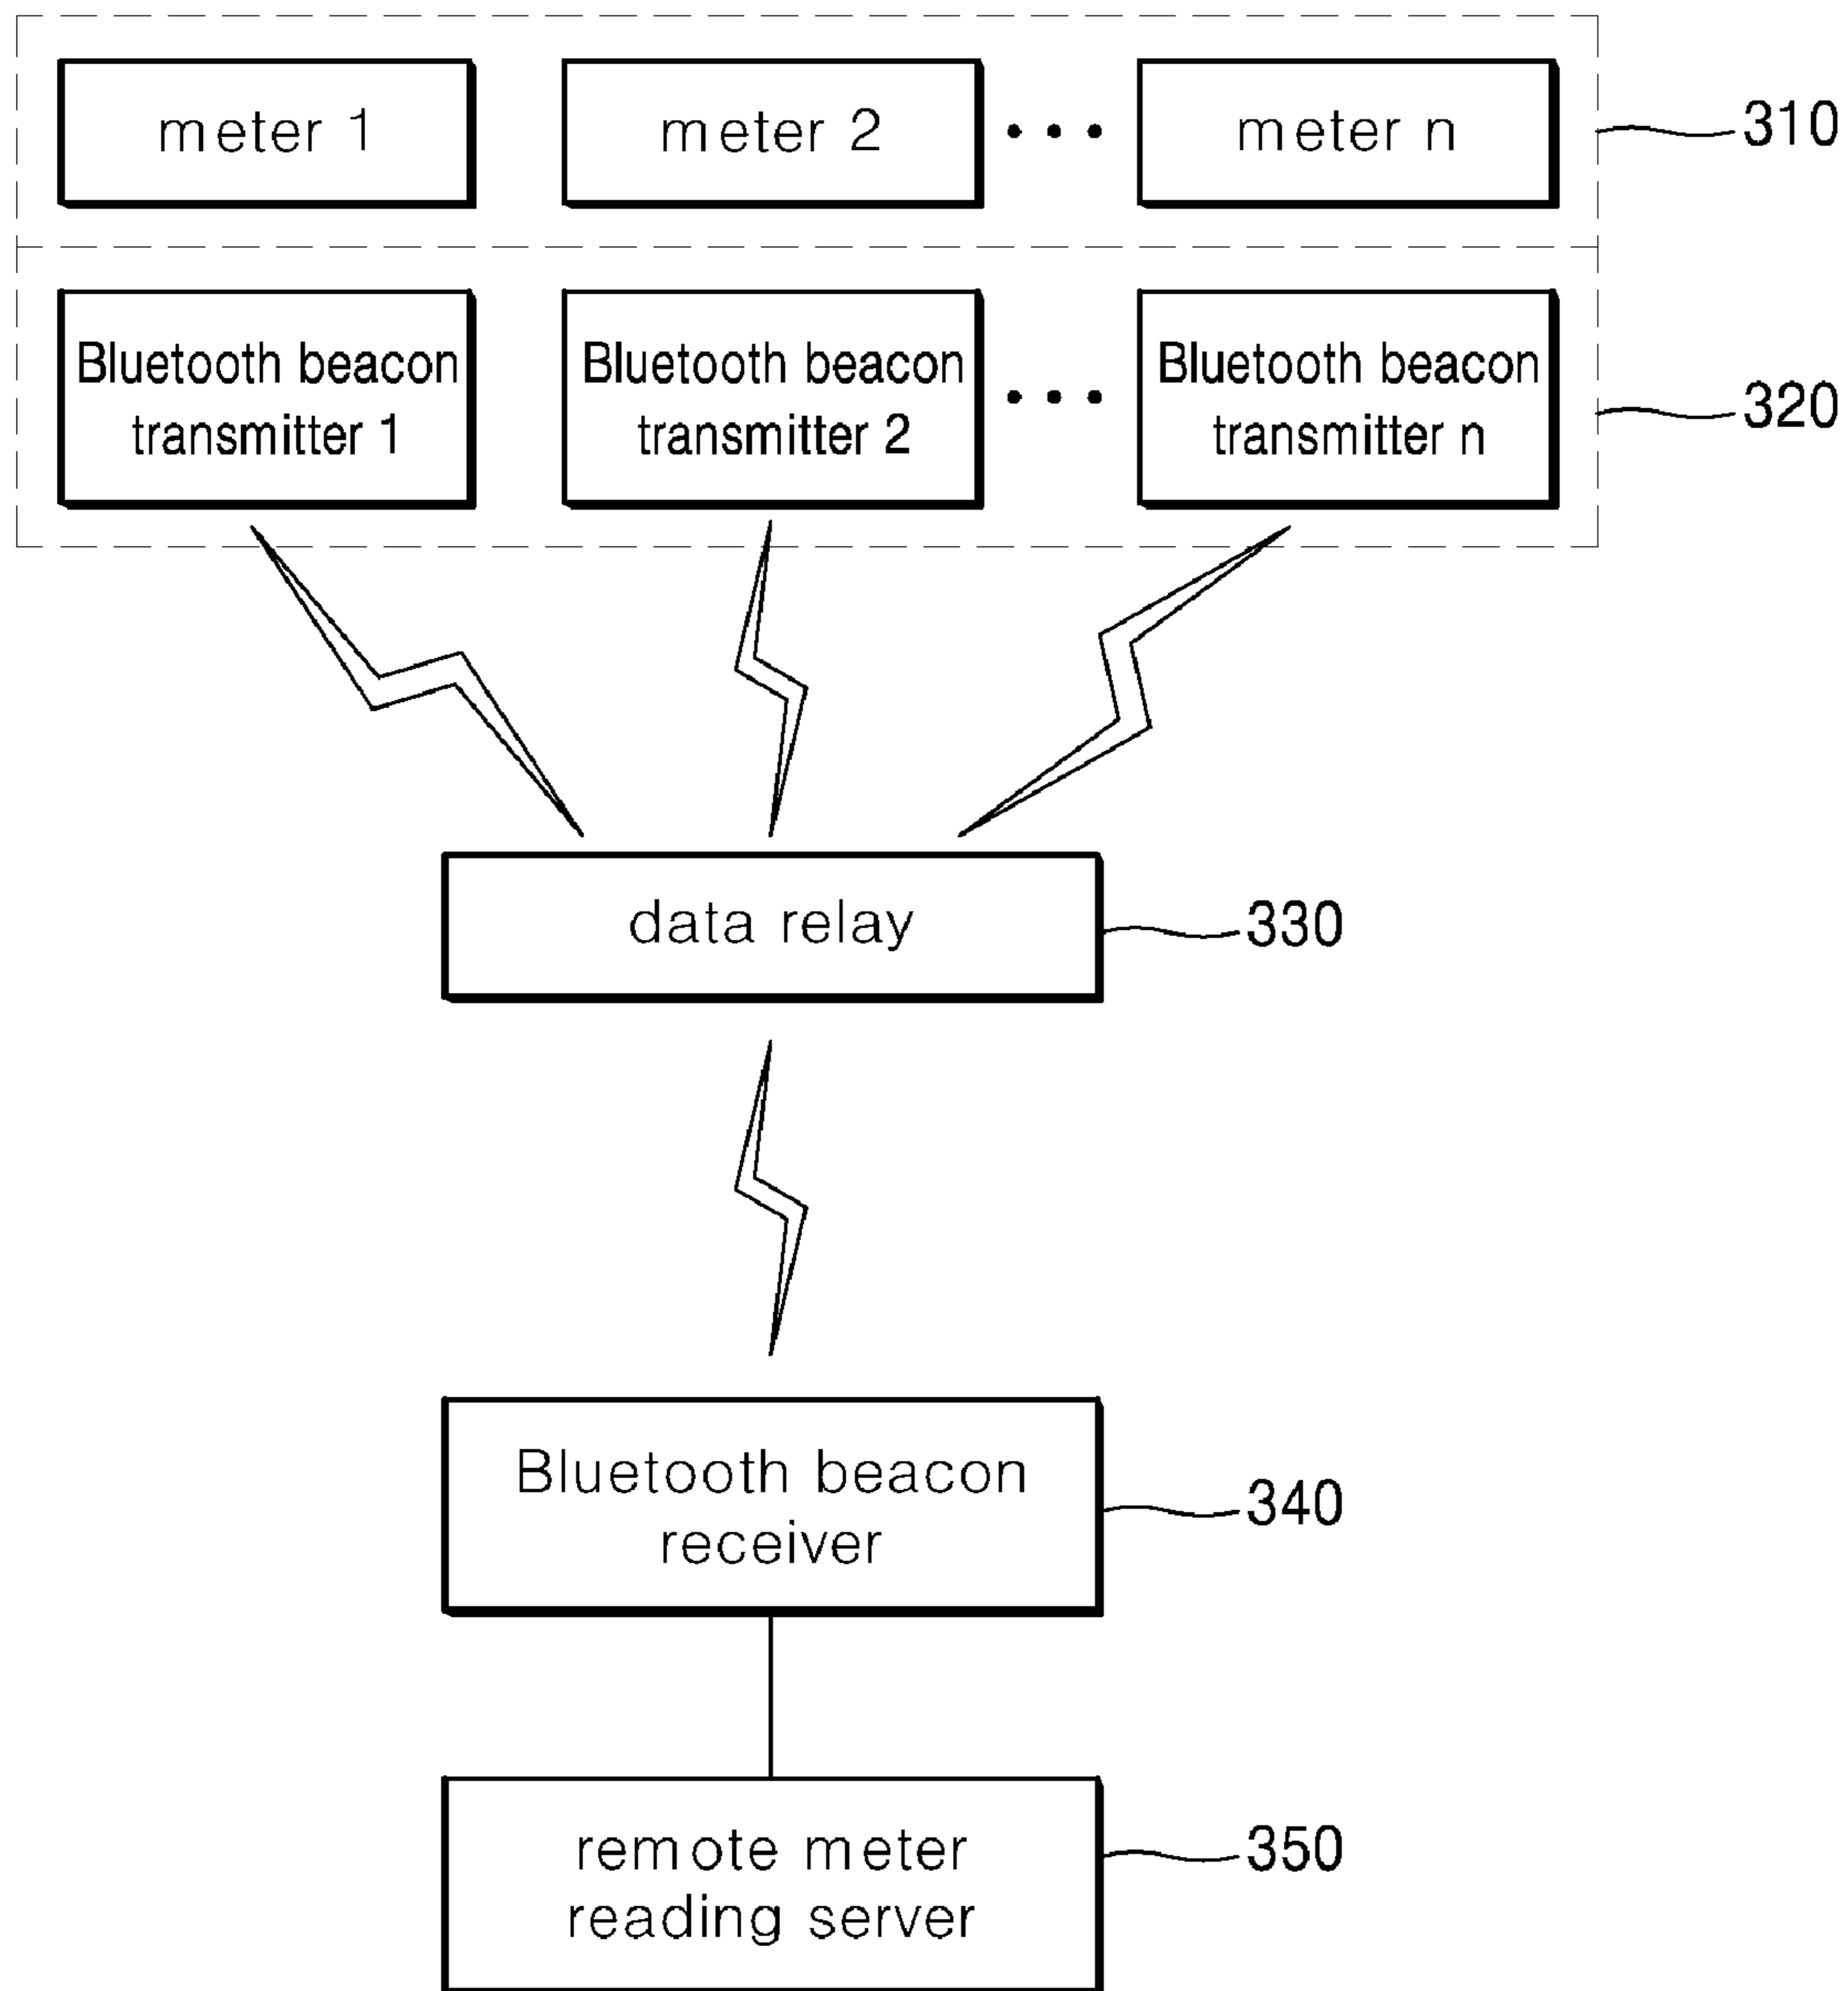 meter 1
meter 2
• • •
meter n
310
Bluetooth beacon
transmitter 1
Bluetooth beacon
transmitter 2
• • •
Bluetooth beacon
transmitter n
320
data relay
330
Bluetooth beacon
receiver
340
remote meter
reading server
350